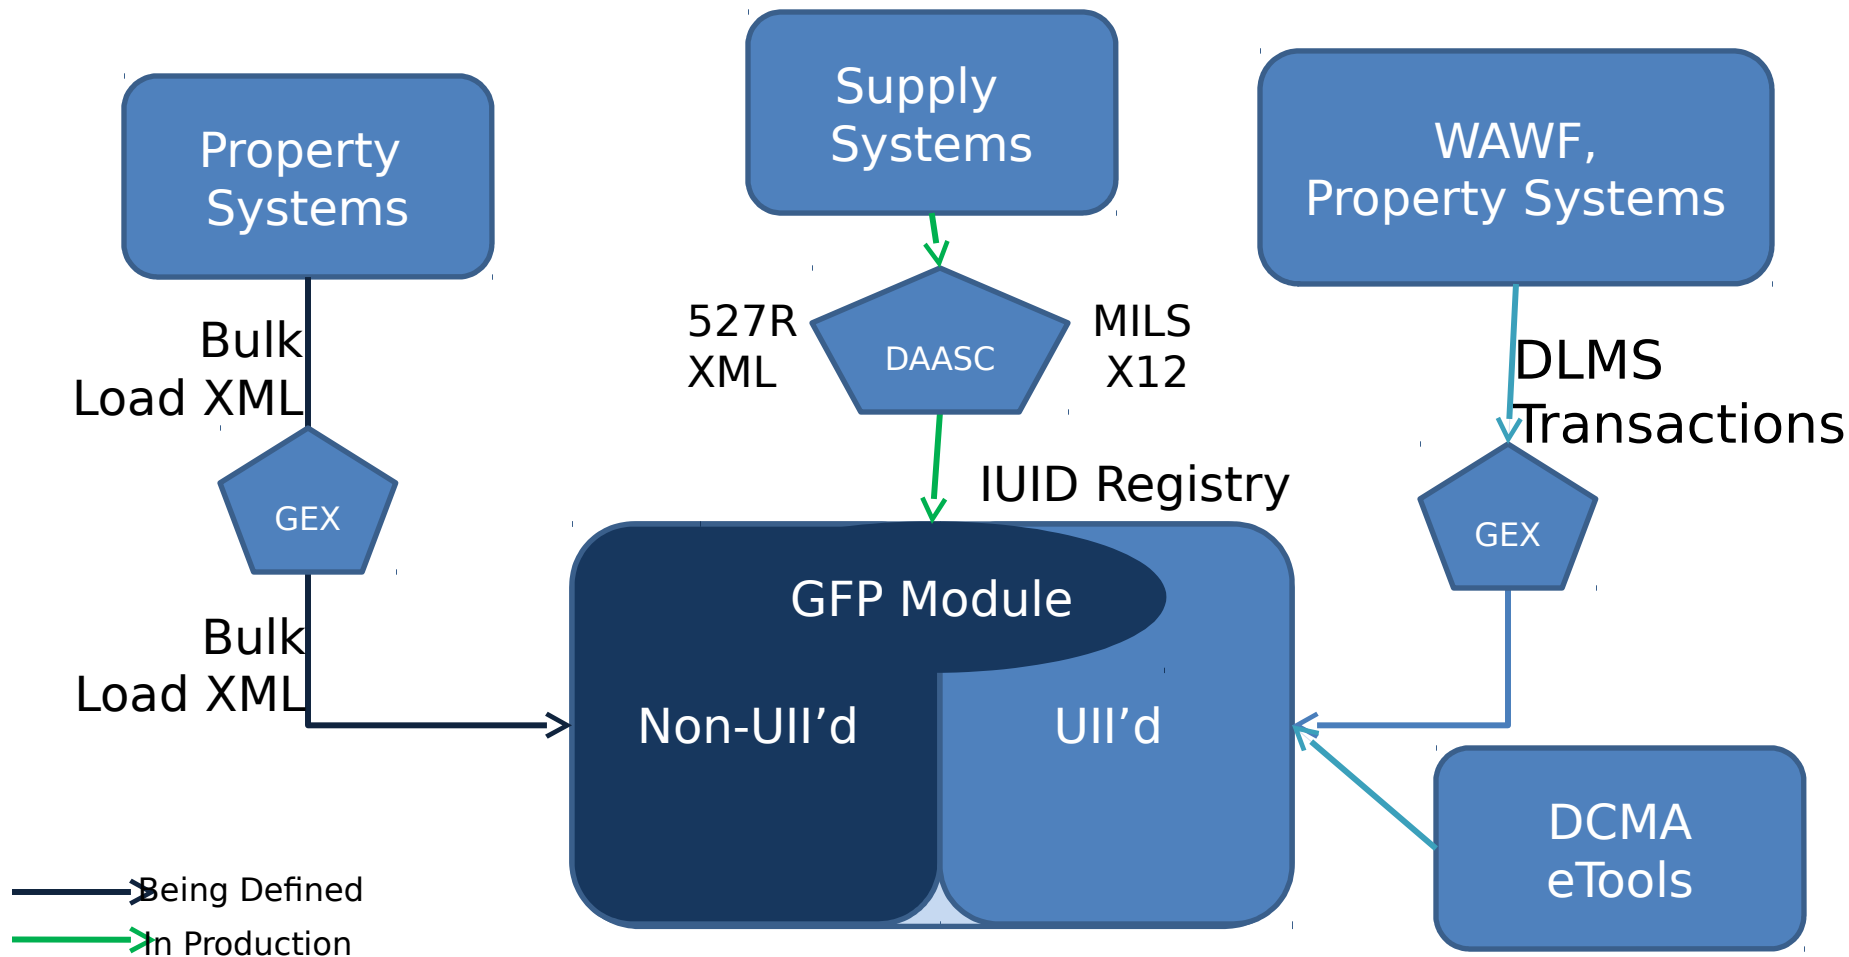 Property
Systems
Supply
Systems
WAWF,
Property Systems
Bulk
Load XML
527R
XML
DAASC
MILS
X12
DLMS
Transactions
GEX
IUID Registry
GEX
GFP Module
Bulk
Load XML
Non-UII’d
UII’d
DCMA
eTools
Being Defined
In Production